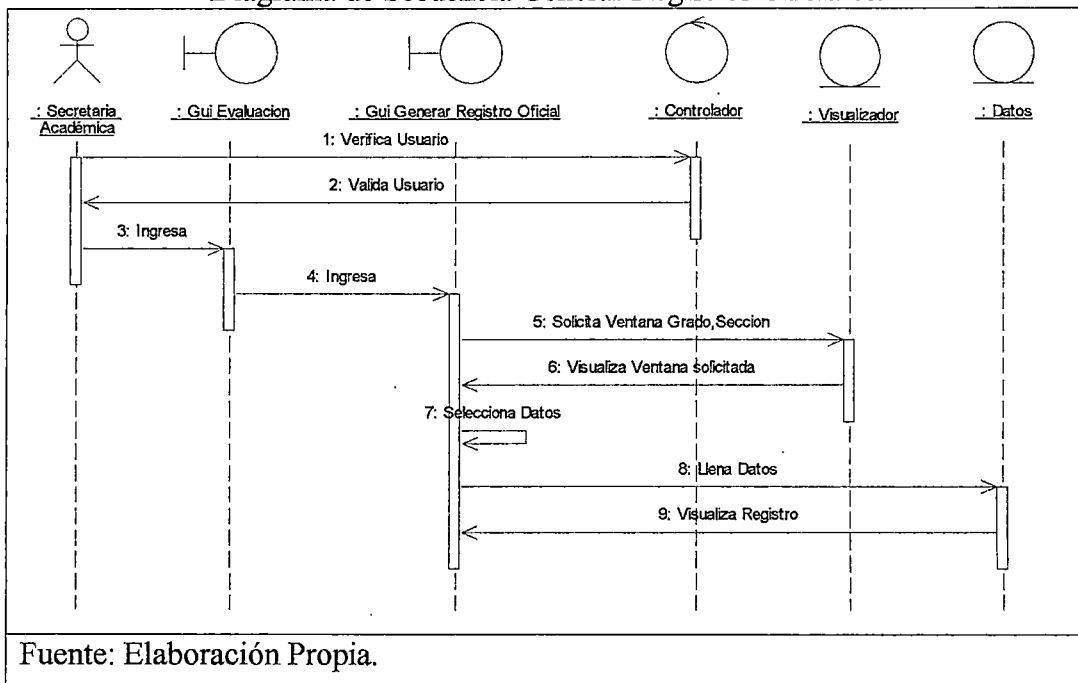 : Secretaria
Académica
: Gui Evaluacion
: Gui Generar Registro Oficial
: Controlador
: Visualizador
: Datos
1: Verifica Usuario
2: Valida Usuario
3: Ingresa
4: Ingresa
5: Solicita Ventana Grado,Seccion
6: Visualiza Ventana solicitada
7: Selecciona Datos
8: Llena Datos
9: Visualiza Registro
Fuente: Elaboración Propia.